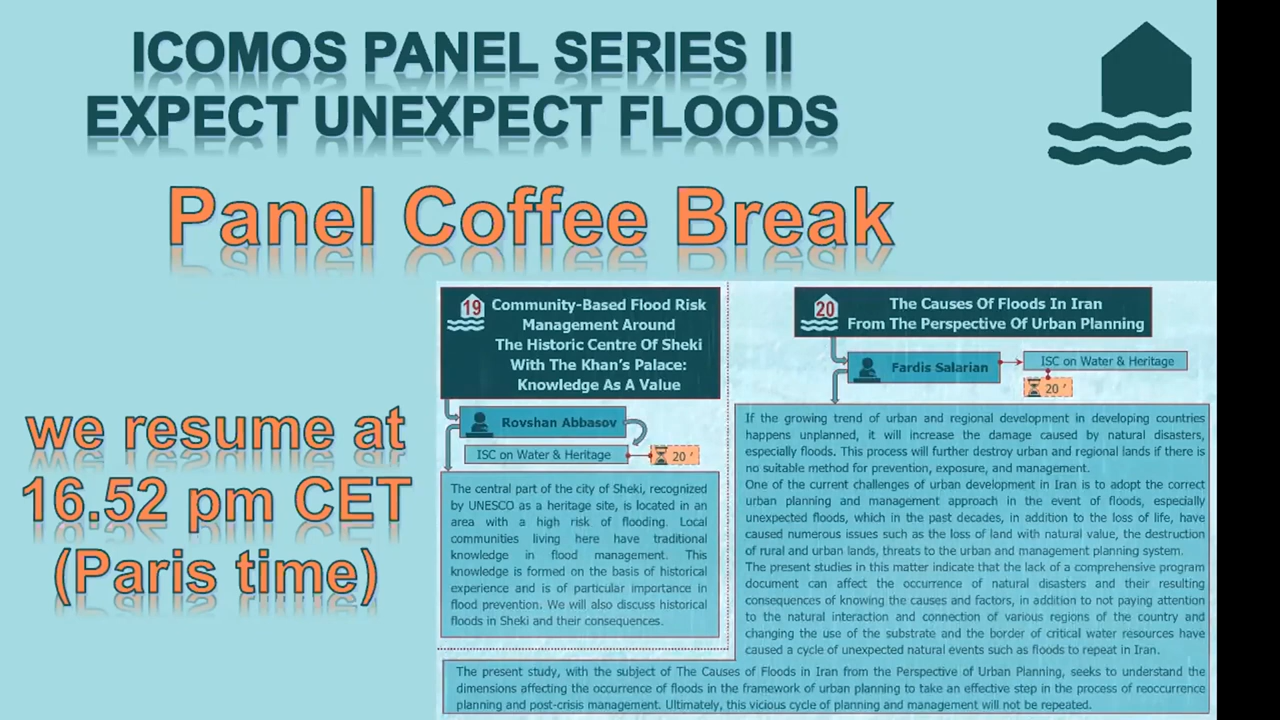 ICOMOS PANEL SERIES II
EXPECT UNEXPECT FLOODS
Panel Coffee Break
we resume at
16.52 pm CET
(Paris time)
19
Community-Based Flood Risk
Management Around
The Historic Centre Of Sheki
With The Khan's Palace:
Knowledge As A Value
Rovshan Abbasov
ISC on Water & Heritage
20 ′
The central part of the city of Sheki, recognized
by UNESCO as a heritage site, is located in an
area with a high risk of flooding. Local
communities living here have traditional
knowledge in flood management. This
knowledge is formed on the basis of historical
experience and is of particular importance in
flood prevention. We will also discuss historical
floods in Sheki and their consequences.
20
The Causes Of Floods In Iran
From The Perspective Of Urban Planning
Fardis Salarian
ISC on Water & Heritage
20 ′
If the growing trend of urban and regional development in developing countries
happens unplanned, it will increase the damage caused by natural disasters,
especially floods. This process will further destroy urban and regional lands if there is
no suitable method for prevention, exposure, and management.
One of the current challenges of urban development in Iran is to adopt the correct
urban planning and management approach in the event of floods, especially
unexpected floods, which in the past decades, in addition to the loss of life, have
caused numerous issues such as the loss of land with natural value, the destruction
of rural and urban lands, threats to the urban and management planning system.
The present studies in this matter indicate that the lack of a comprehensive program
document can affect the occurrence of natural disasters and their resulting
consequences of knowing the causes and factors, in addition to not paying attention
to the natural interaction and connection of various regions of the country and
changing the use of the substrate and the border of critical water resources have
caused a cycle of unexpected natural events such as floods to repeat in Iran.
The present study, with the subject of The Causes of Floods in Iran from the Perspective of Urban Planning, seeks to understand the
dimensions affecting the occurrence of floods in the framework of urban planning to take an effective step in the process of reoccurrence
planning and post-crisis management. Ultimately, this vicious cycle of planning and management will not be repeated.